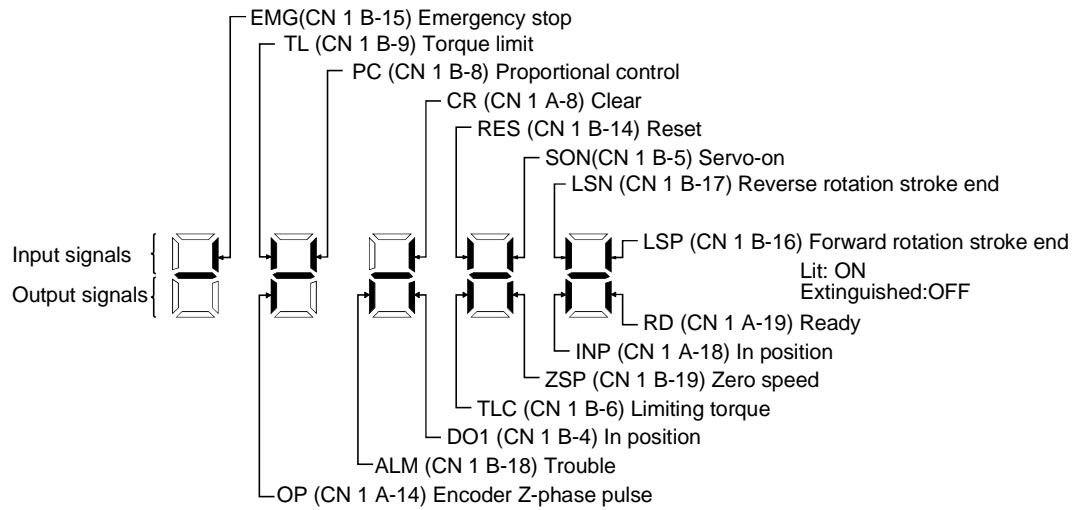 EMG(CN 1 B-15) Emergency stop
TL (CN 1 B-9) Torque limit
PC (CN 1 B-8) Proportional control
CR (CN 1 A-8) Clear
RES (CN 1 B-14) Reset
SON(CN 1 B-5) Servo-on
LSN (CN 1 B-17) Reverse rotation stroke end
Input signals
LSP (CN 1 B-16) Forward rotation stroke end
Lit: ON
Output signals
Extinguished:OFF
RD (CN 1 A-19) Ready
INP (CN 1 A-18) In position
ZSP (CN 1 B-19) Zero speed
TLC (CN 1 B-6) Limiting torque
DO1 (CN 1 B-4) In position
ALM (CN 1 B-18) Trouble
OP (CN 1 A-14) Encoder Z-phase pulse